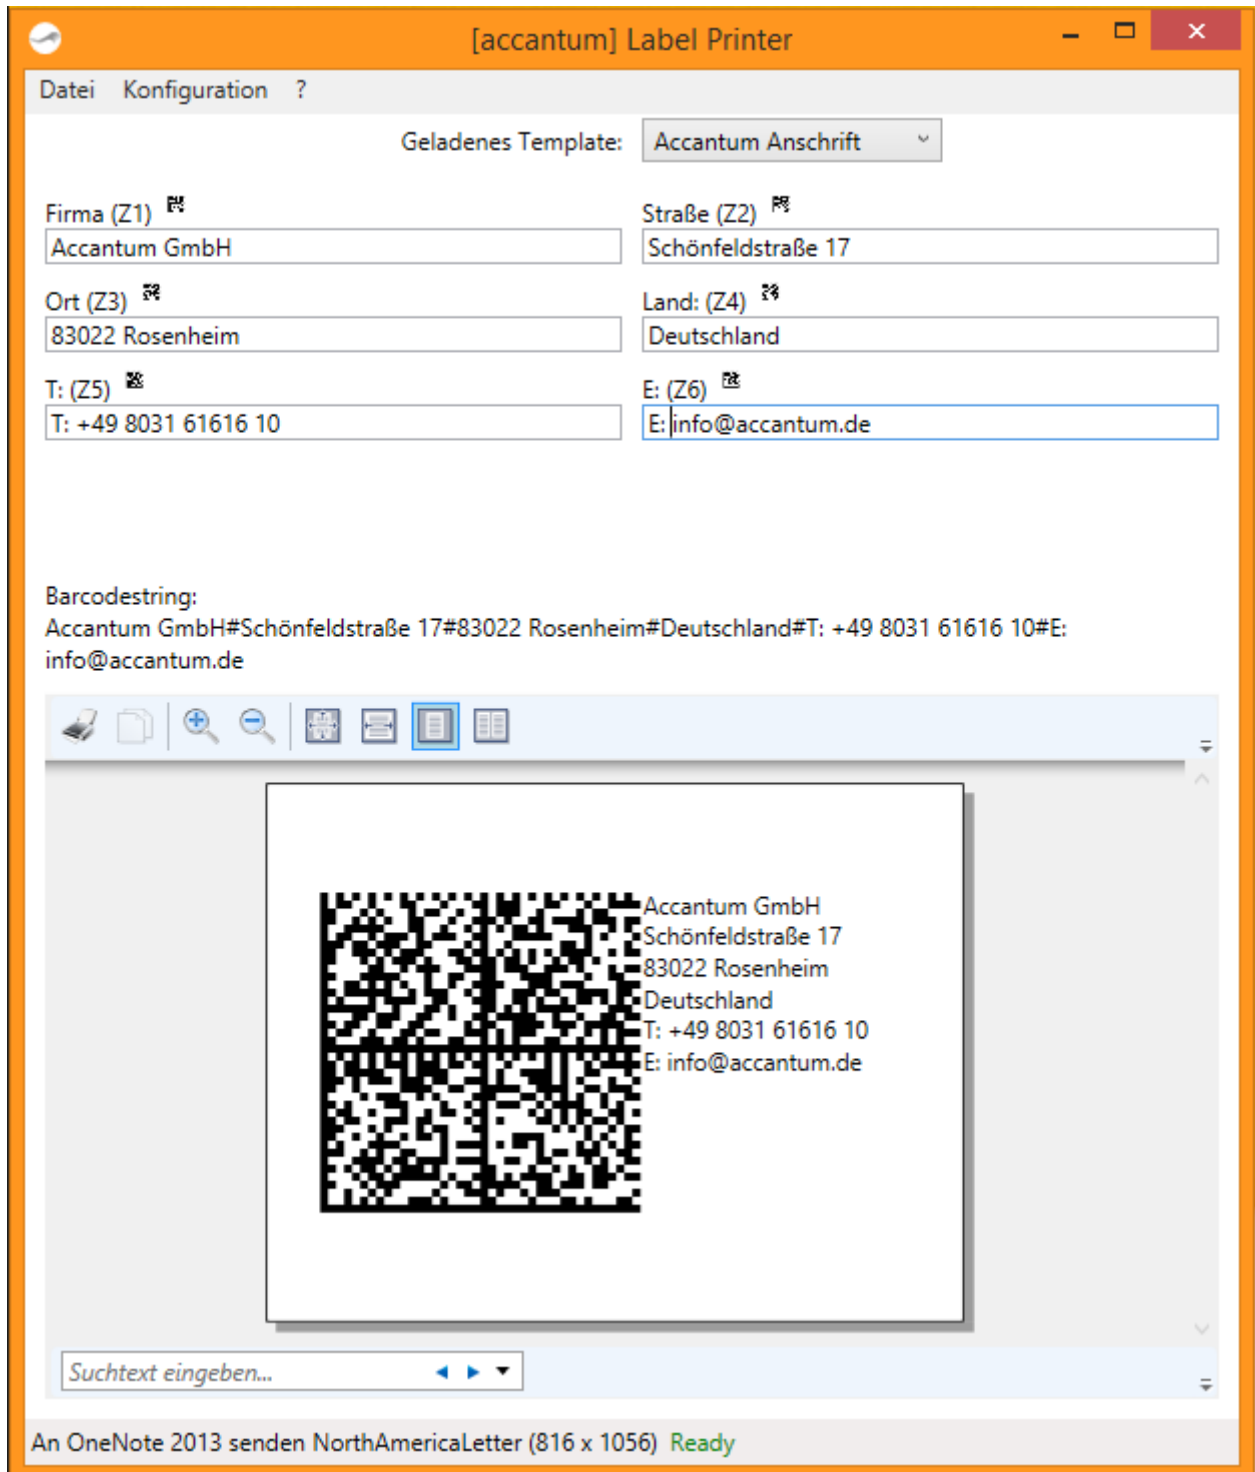 [accantum] Label Printer
Datei Konfiguration ?
Geladenes Template: Accantum Anschrift
Firma (Z1) Straße (Z2)
Accantum GmbH Schönfeldstraße 17
Ort (Z3) Land: (Z4)
83022 Rosenheim Deutschland
T: (Z5) E: (Z6)
T: +49 8031 61616 10 E: info@accantum.de
Barcodestring:
Accantum GmbH#Schönfeldstraße 17#83022 Rosenheim#Deutschland#T: +49 8031 61616 10#E:
info@accantum.de
Accantum GmbH
Schönfeldstraße 17
83022 Rosenheim
Deutschland
T: +49 8031 61616 10
E: info@accantum.de
Suchtext eingeben...
An OneNote 2013 senden NorthAmericaLetter (816 x 1056) Ready